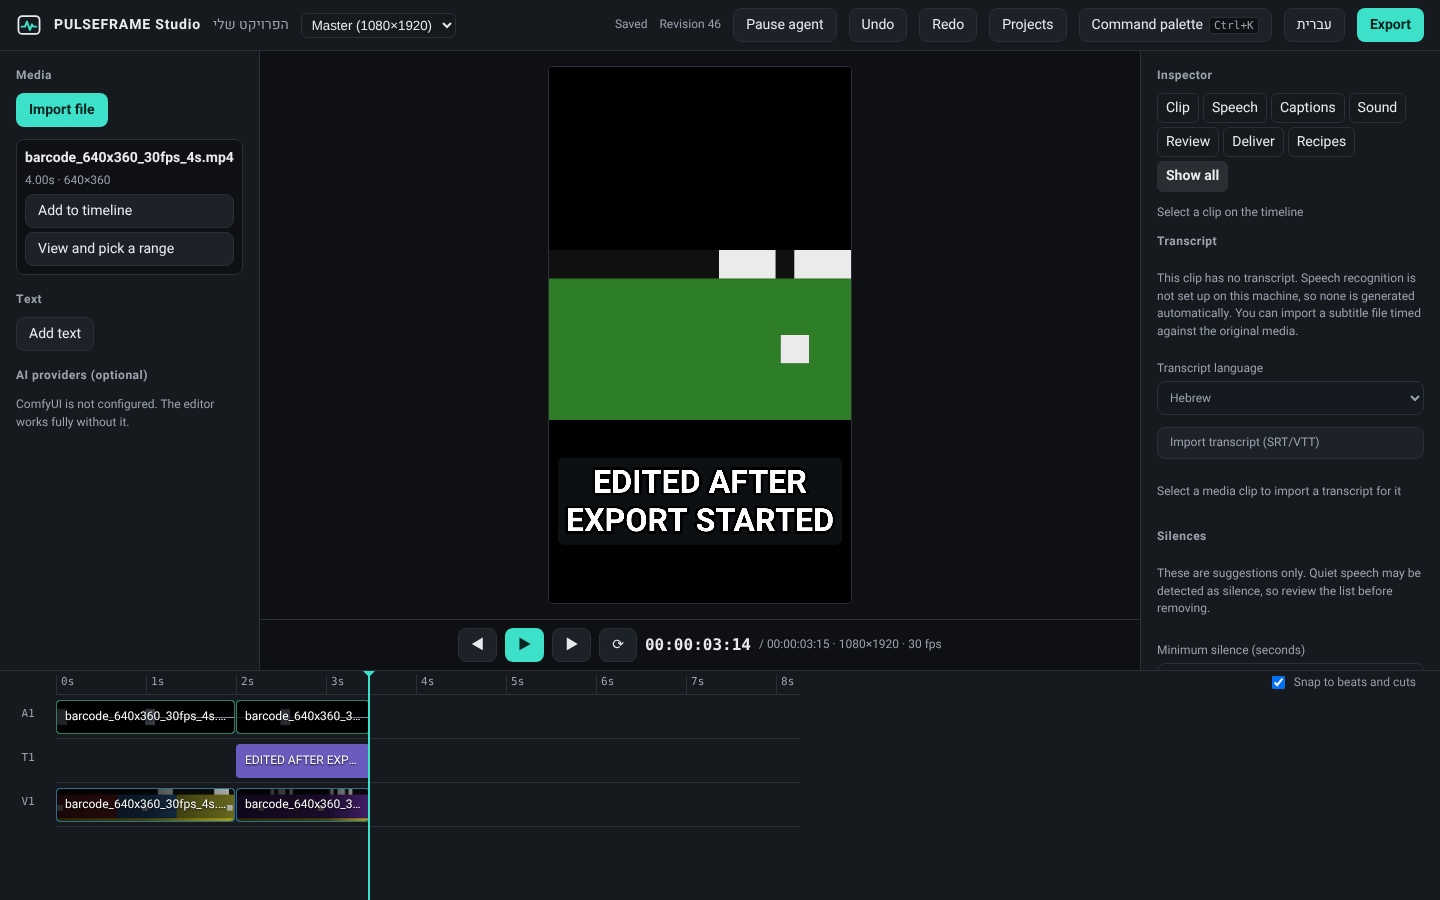 PULSEFRAME Studio הפרויקט שלי Master (1080×1920) Saved Revision 46 Pause agent Undo Redo Projects Command palette Ctrl+K עברית Export
Media
Import file
barcode_640x360_30fps_4s.mp4
4.00s · 640×360
Add to timeline
View and pick a range
Text
Add text
AI providers (optional)
ComfyUI is not configured. The editor
works fully without it.
EDITED AFTER
EXPORT STARTED
00:00:03:14 / 00:00:03:15 · 1080×1920 · 30 fps
Inspector
Clip Speech Captions Sound
Review Deliver Recipes
Show all
Select a clip on the timeline
Transcript
This clip has no transcript. Speech recognition is
not set up on this machine, so none is generated
automatically. You can import a subtitle file timed
against the original media.
Transcript language
Hebrew
Import transcript (SRT/VTT)
Select a media clip to import a transcript for it
Silences
These are suggestions only. Quiet speech may be
detected as silence, so review the list before
removing.
Minimum silence (seconds)
0s 1s 2s 3s 4s 5s 6s 7s 8s
Snap to beats and cuts
A1 barcode_640x360_30fps_4s.… barcode_640x360_3…
T1 EDITED AFTER EXP…
V1 barcode_640x360_30fps_4s.… barcode_640x360_3…